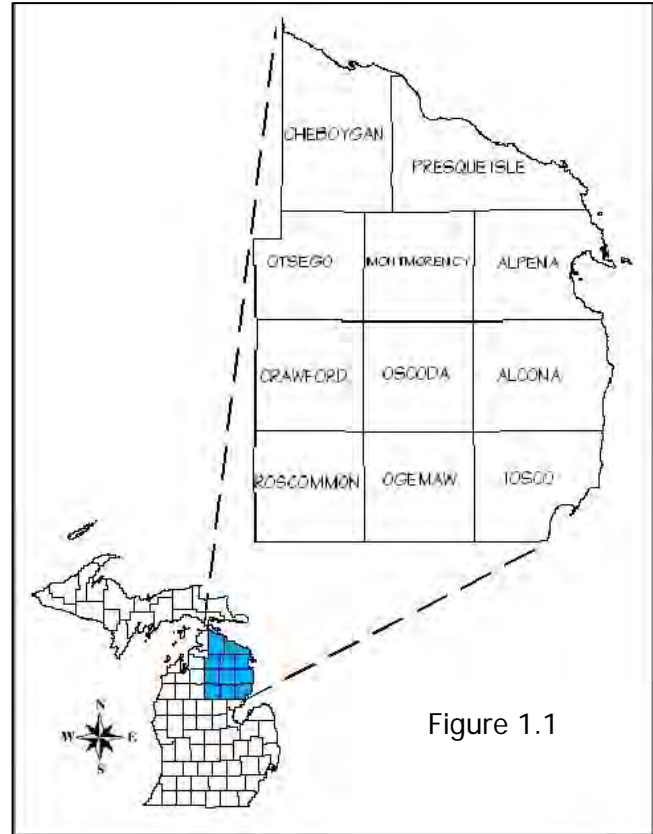 CHEBOYGAN
PRESQUE ISLE
OTSEGO
MONTMORENCY
ALPENA
CRAWFORD
OSCODA
ALCONA
ROSCOMMON
OGEMAW
IOSCO
N
W
E
S
Figure 1.1